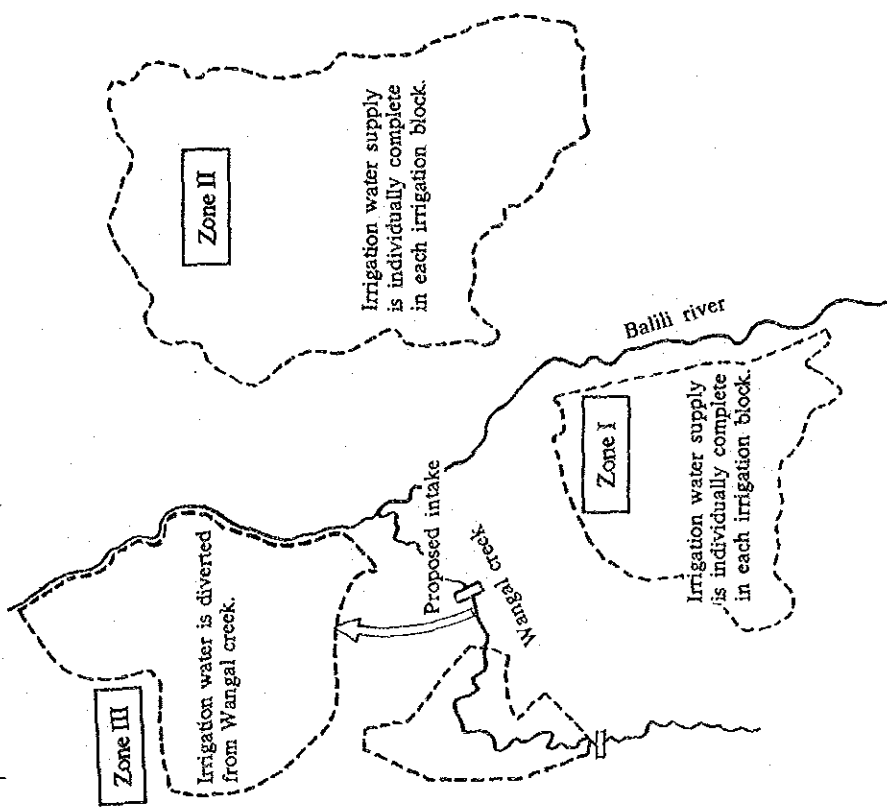 Zone III
Irrigation water is diverted
from Wangal creek.
Proposed intake
Wangal creek
Zone II
Irrigation water supply
is individually complete
in each irrigation block.
Balili river
Zone I
Irrigation water supply
is individually complete
in each irrigation block.